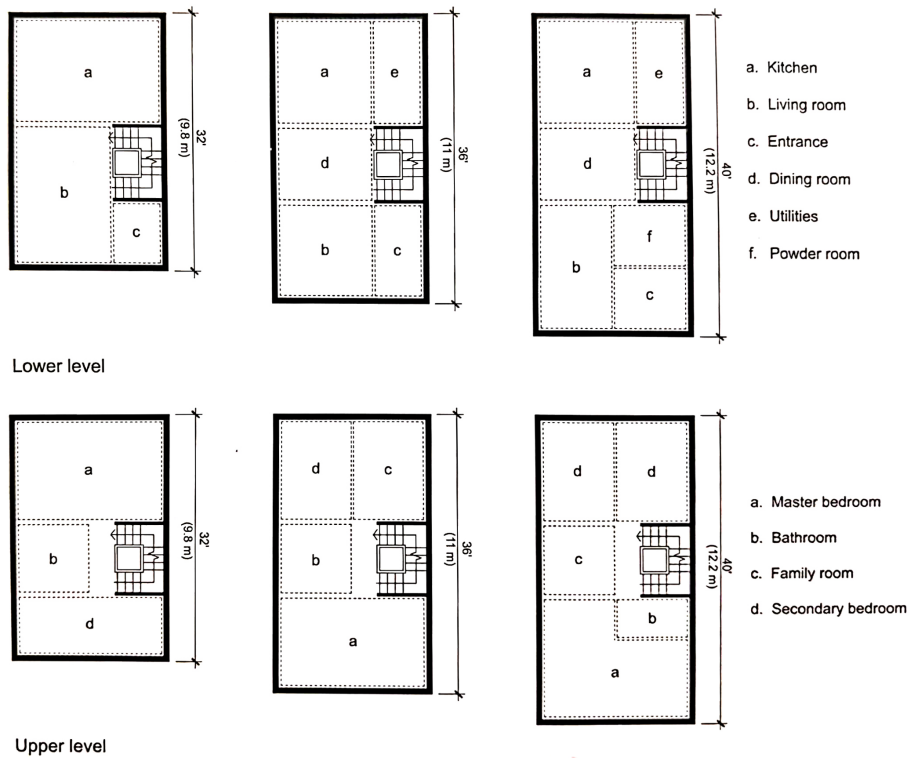 a
b
c
32'
(9.8 m)
a
e
d
b
c
36'
(11 m)
a
e
d
f
b
c
40'
(12.2 m)
a. Kitchen
b. Living room
c. Entrance
d. Dining room
e. Utilities
f. Powder room
Lower level
a
b
d
32'
(9.8 m)
d
c
b
a
36'
(11 m)
d
d
c
b
a
40'
(12.2 m)
a. Master bedroom
b. Bathroom
c. Family room
d. Secondary bedroom
Upper level